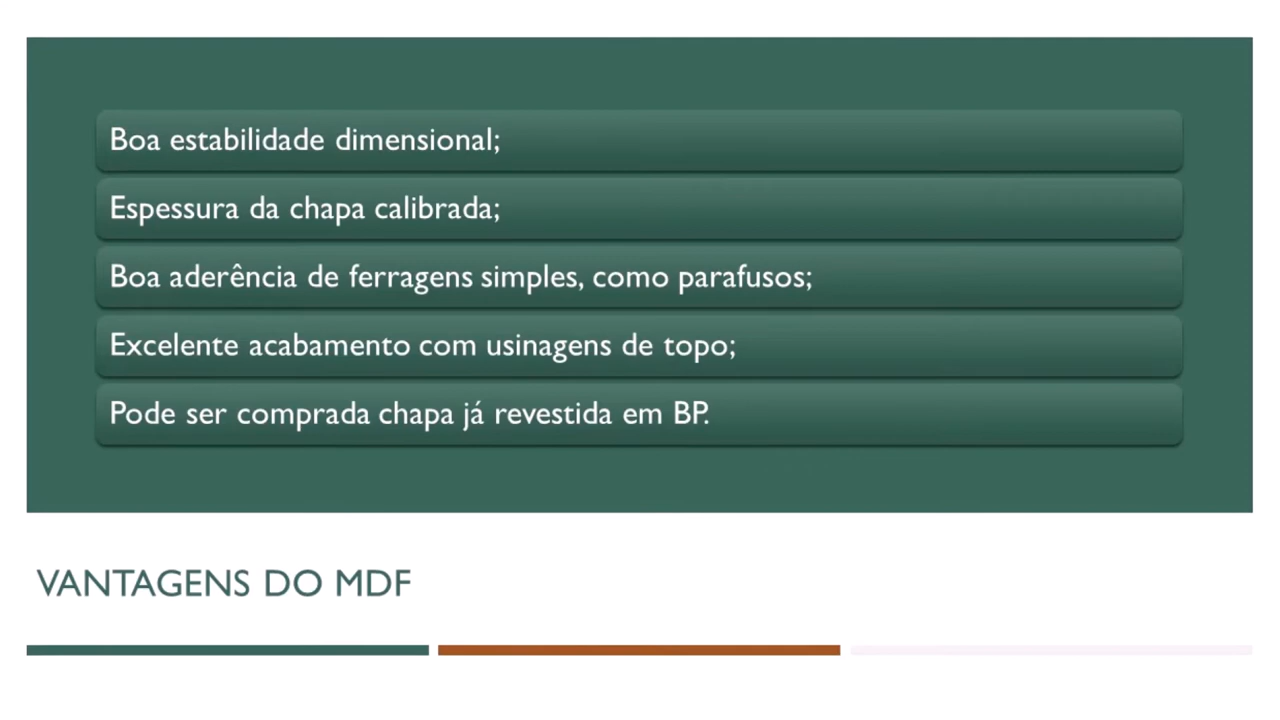 Boa estabilidade dimensional;
Espessura da chapa calibrada;
Boa aderência de ferragens simples, como parafusos;
Excelente acabamento com usinagens de topo;
Pode ser comprada chapa já revestida em BP.
VANTAGENS DO MDF